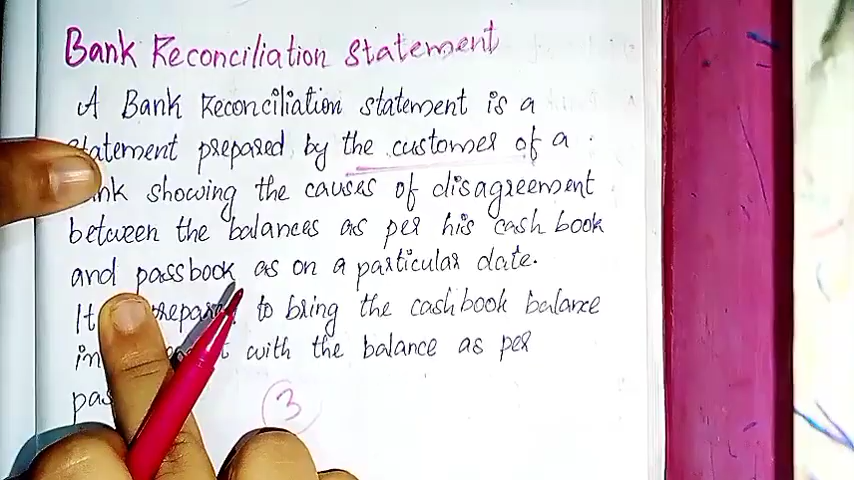 Bank Reconciliation Statement
A Bank Reconciliation statement is a
statement prepared by the customer of a
showing the causes of disagreement
between the balances as per his cash book
and passbook as on a particular date.
It to bring the cashbook balance
with the balance as per
3